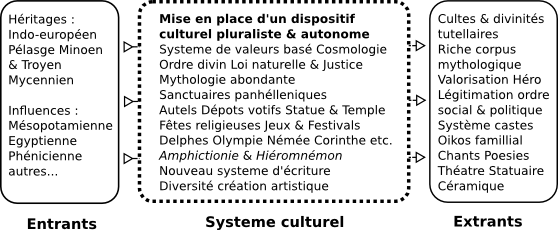 Héritages :
Indo-européen
Pélasge Minoen
& Troyen
Mycennien
Influences :
Mésopotamienne
Egyptienne
Phénicienne
autres...
Entrants
Mise en place d'un dispositif
culturel pluraliste & autonome
Systeme de valeurs basé Cosmologie
Ordre divin Loi naturelle & Justice
Mythologie abondante
Sanctuaires panhélleniques
Autels Dépots votifs Statue & Temple
Fêtes religieuses Jeux & Festivals
Delphes Olympie Némée Corinthe etc.
Amphictionie & Hiéromnémon
Nouveau systeme d'écriture
Diversité création artistique
Systeme culturel
Cultes & divinités
tutellaires
Riche corpus
mythologique
Valorisation Héro
Légitimation ordre
social & politique
Système castes
Oikos famillial
Chants Poesies
Théatre Statuaire
Céramique
Extrants